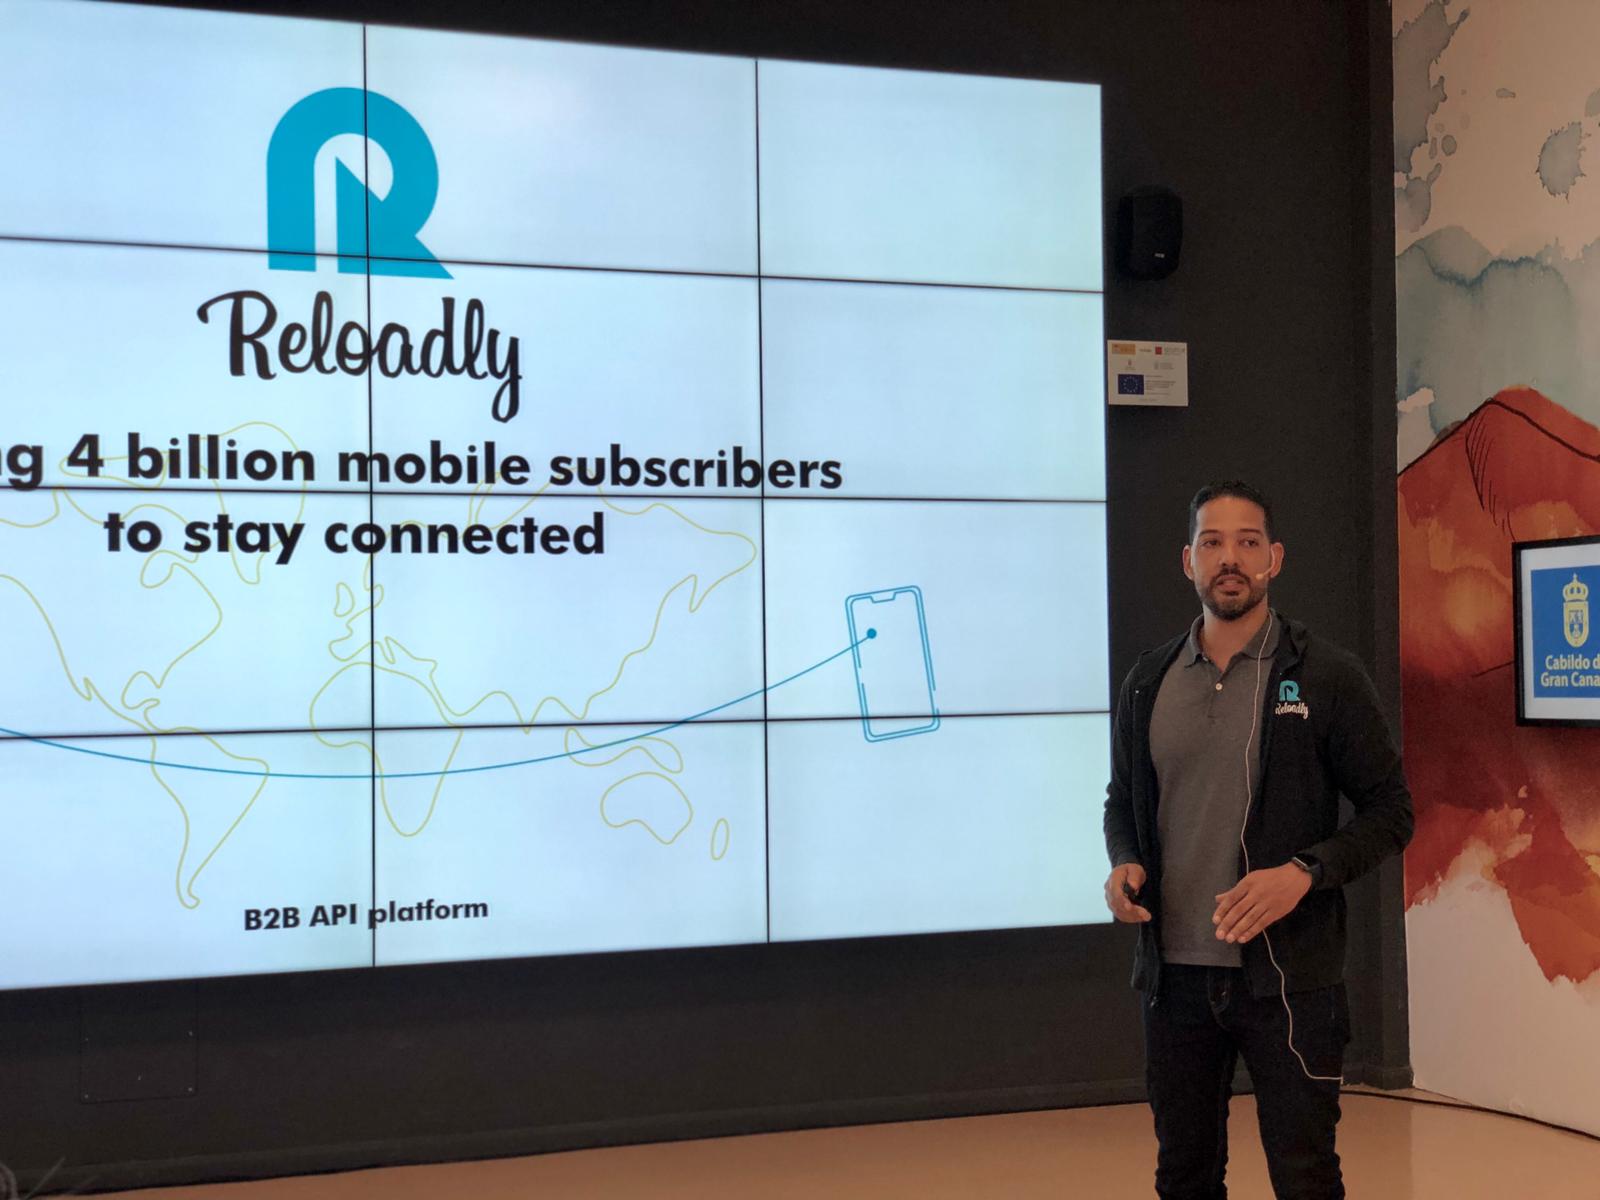 Reloadly
g 4 billion mobile subscribers
to stay connected
B2B API platform
Reloadly
Cabildo d
Gran Cana